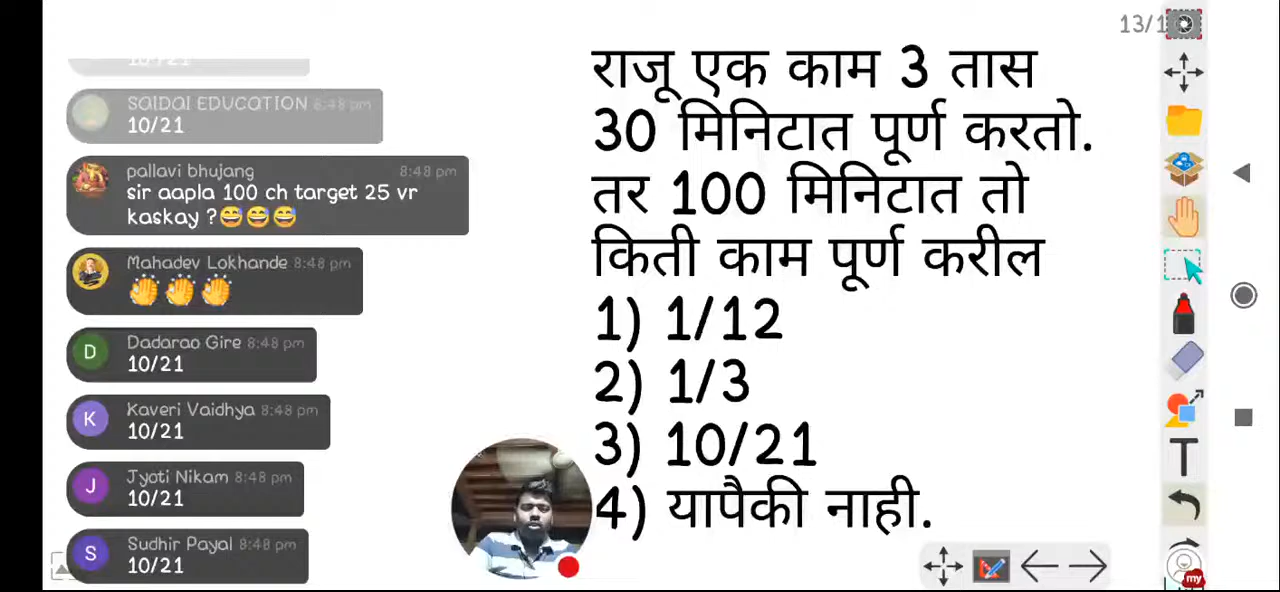 13/1
SAIDAI EDUCATION 8:48 pm
10/21
pallavi bhujang 8:48 pm
sir aapla 100 ch target 25 vr
kaskay ?😅😅😅
Mahadev Lokhande 8:48 pm
👏👏👏
D
Dadarao Gire 8:48 pm
10/21
K
Kaveri Vaidhya 8:48 pm
10/21
J
Jyoti Nikam 8:48 pm
10/21
S
Sudhir Payal 8:48 pm
10/21
राजू एक काम 3 तास
30 मिनिटात पूर्ण करतो.
तर 100 मिनिटात तो
किती काम पूर्ण करील
1) 1/12
2) 1/3
3) 10/21
4) यापैकी नाही.
T
my